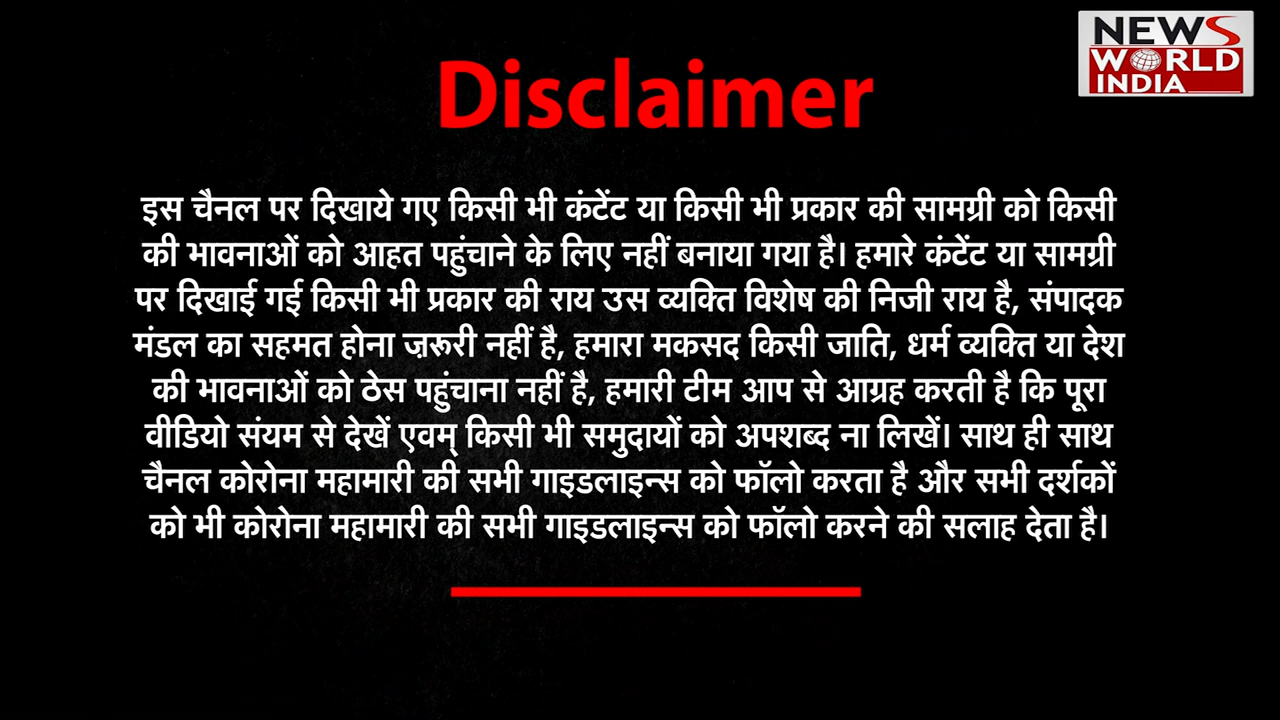 NEWS
WORLD
INDIA
Disclaimer
इस चैनल पर दिखाये गए किसी भी कंटेंट या किसी भी प्रकार की सामग्री को किसी
की भावनाओं को आहत पहुंचाने के लिए नहीं बनाया गया है। हमारे कंटेंट या सामग्री
पर दिखाई गई किसी भी प्रकार की राय उस व्यक्ति विशेष की निजी राय है, संपादक
मंडल का सहमत होना ज़रूरी नहीं है, हमारा मकसद किसी जाति, धर्म व्यक्ति या देश
की भावनाओं को ठेस पहुंचाना नहीं है, हमारी टीम आप से आग्रह करती है कि पूरा
वीडियो संयम से देखें एवम् किसी भी समुदायों को अपशब्द ना लिखें। साथ ही साथ
चैनल कोरोना महामारी की सभी गाइडलाइन्स को फॉलो करता है और सभी दर्शकों
को भी कोरोना महामारी की सभी गाइडलाइन्स को फॉलो करने की सलाह देता है।